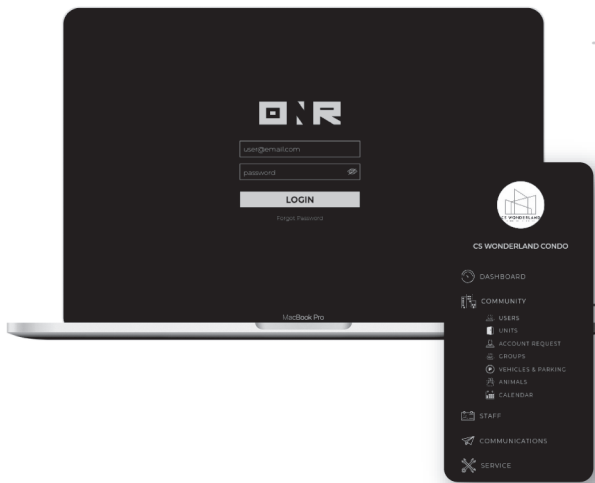 ONR
user@email.com
password
LOGIN
Forgot Password
MacBook Pro
CS WONDERLAND
CS WONDERLAND CONDO
DASHBOARD
COMMUNITY
USERS
UNITS
ACCOUNT REQUEST
GROUPS
P VEHICLES & PARKING
ANIMALS
CALENDAR
STAFF
COMMUNICATIONS
SERVICE